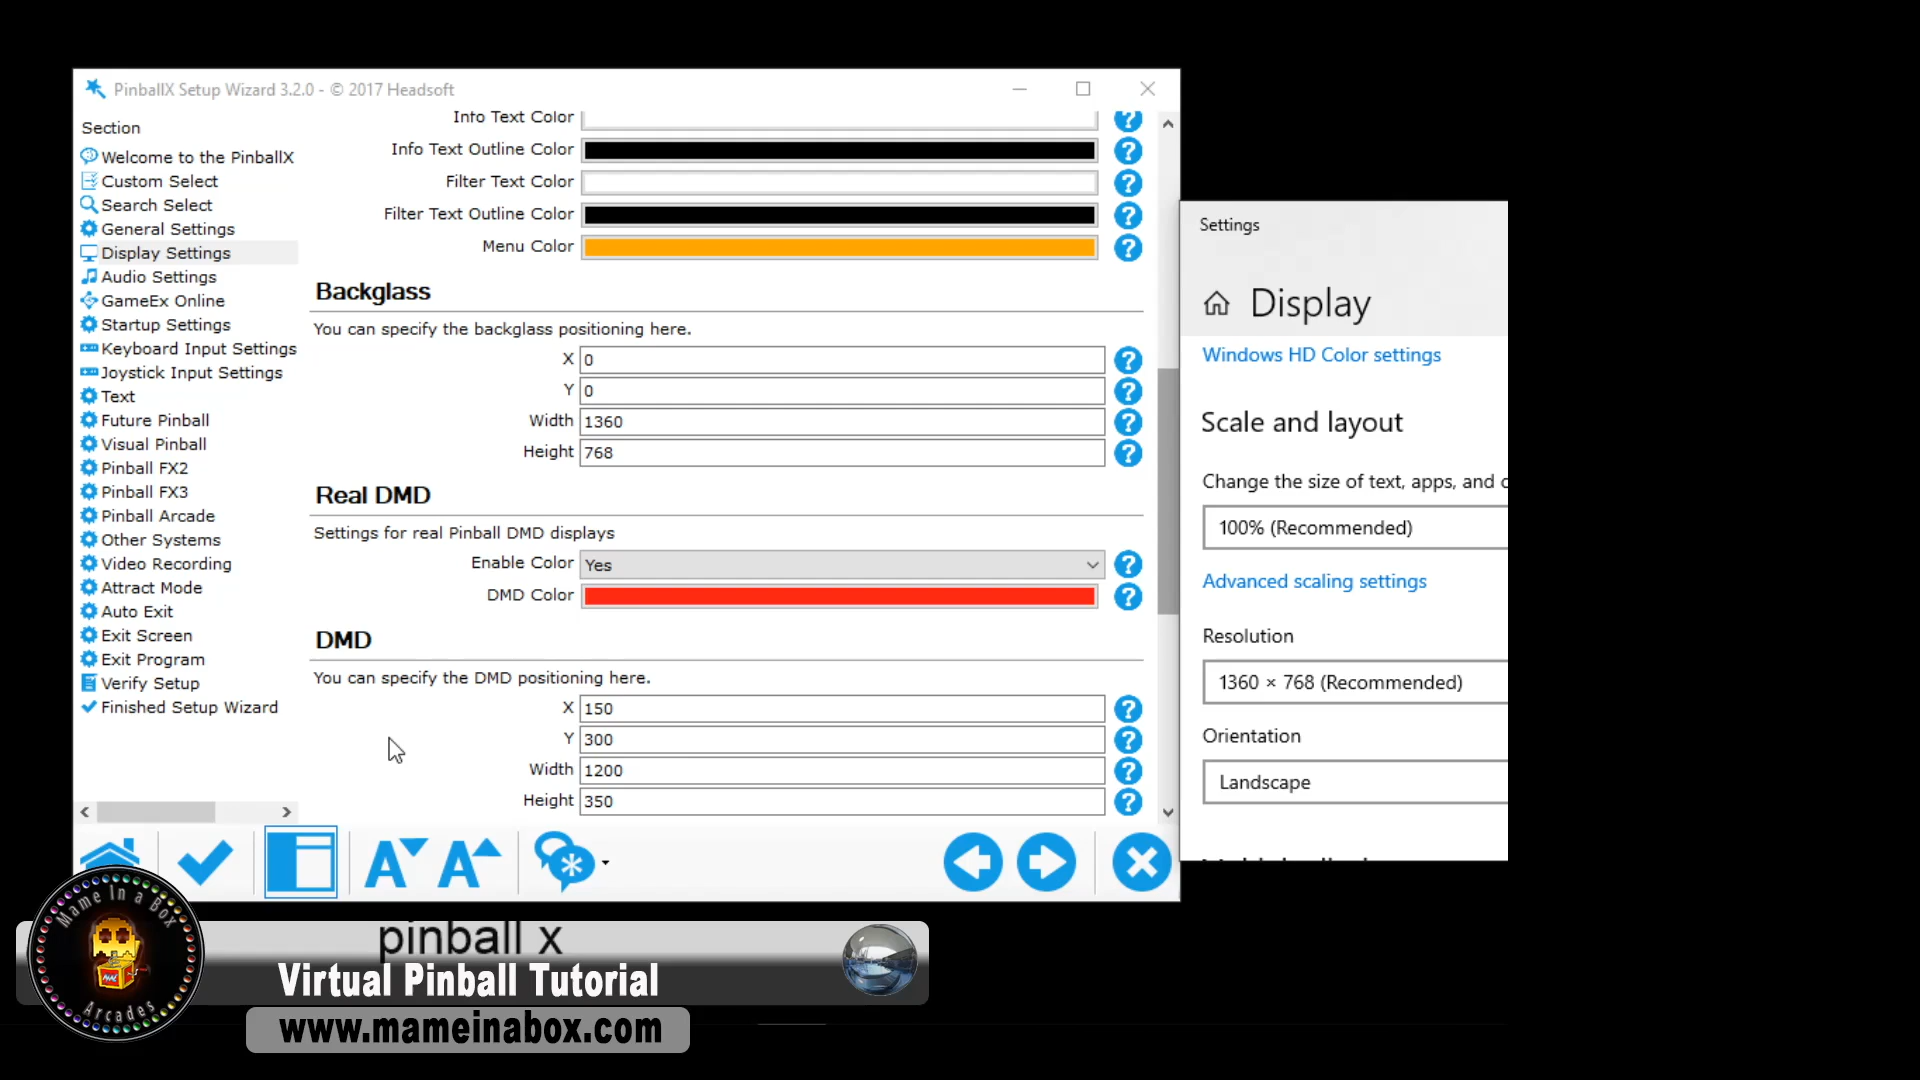 PinballX Setup Wizard 3.2.0 - © 2017 Headsoft
Section
Welcome to the PinballX
Custom Select
Search Select
General Settings
Display Settings
Audio Settings
GameEx Online
Startup Settings
Keyboard Input Settings
Joystick Input Settings
Text
Future Pinball
Visual Pinball
Pinball FX2
Pinball FX3
Pinball Arcade
Other Systems
Video Recording
Attract Mode
Auto Exit
Exit Screen
Exit Program
Verify Setup
Finished Setup Wizard
Info Text Color
Info Text Outline Color
Filter Text Color
Filter Text Outline Color
Menu Color
Backglass
You can specify the backglass positioning here.
X 0
Y 0
Width 1360
Height 768
Real DMD
Settings for real Pinball DMD displays
Enable Color Yes
DMD Color
DMD
You can specify the DMD positioning here.
X 150
Y 300
Width 1200
Height 350
Settings
Display
Windows HD Color settings
Scale and layout
Change the size of text, apps, and
100% (Recommended)
Advanced scaling settings
Resolution
1360 × 768 (Recommended)
Orientation
Landscape
Mame In a Box
Arcades
pinball x
Virtual Pinball Tutorial
www.mameinabox.com